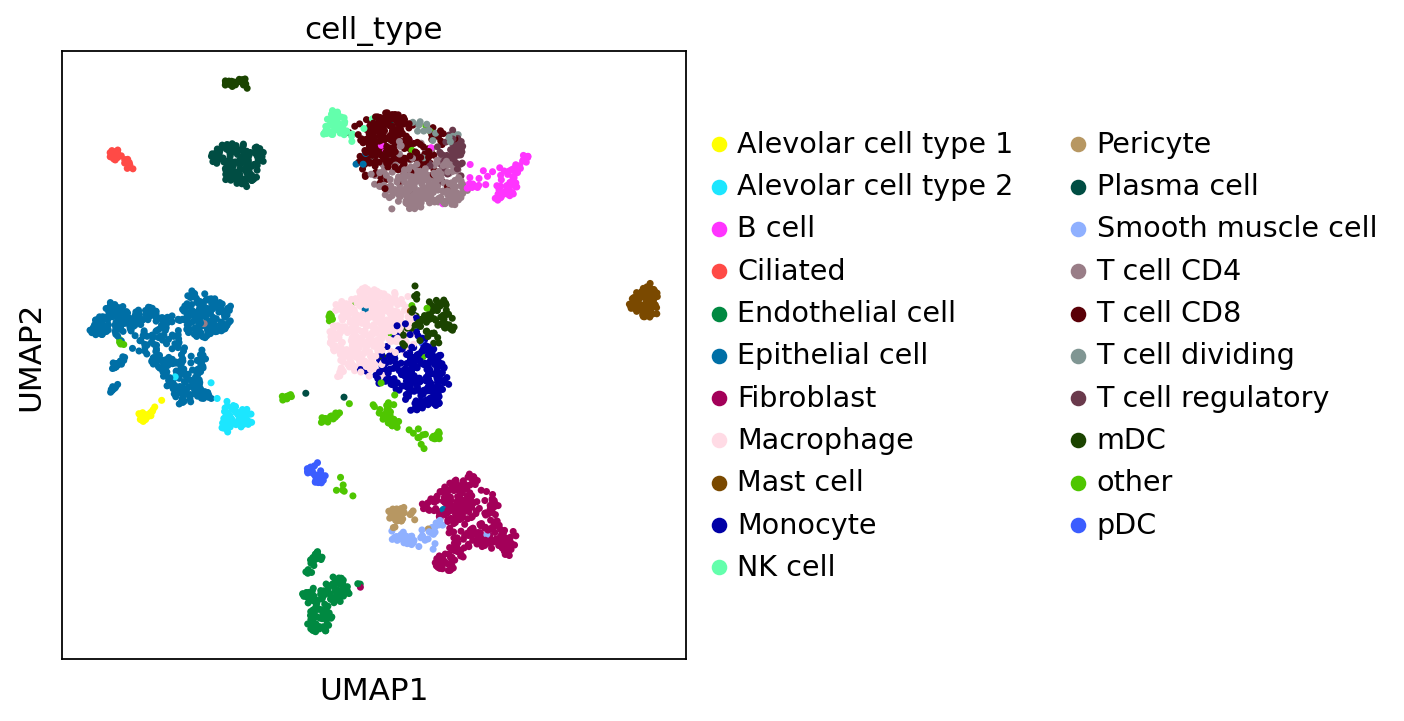 cell_type
UMAP2
UMAP1
Alevolar cell type 1
Alevolar cell type 2
B cell
Ciliated
Endothelial cell
Epithelial cell
Fibroblast
Macrophage
Mast cell
Monocyte
NK cell
Pericyte
Plasma cell
Smooth muscle cell
T cell CD4
T cell CD8
T cell dividing
T cell regulatory
mDC
other
pDC